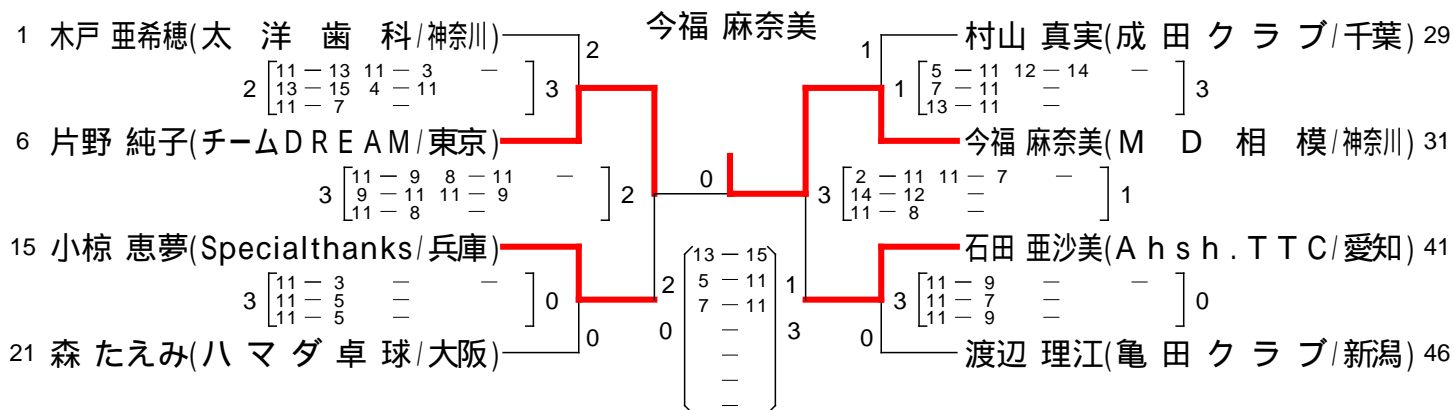 今福 麻奈美
1 木戸 亜希穂(太洋歯科/神奈川)
2
2 [11 － 13 11 － 3 － ] 3
13 － 15 4 － 11
11 － 7 －
6 片野 純子(チームDREAM/東京)
3 [11 － 9 8 － 11 － ] 2
9 － 11 11 － 9
11 － 8 －
15 小椋 恵夢(Specialthanks/兵庫)
2
3 [11 － 3 － － ] 0
11 － 5 －
11 － 5 －
21 森 たえみ(ハマダ卓球/大阪)
0
0
0
13 － 15
5 － 11
7 － 11
－
－
－
－
0
3
村山 真実(成田クラブ/千葉) 29
1
1 [5 － 11 12 － 14 － ] 3
7 － 11 －
13 － 11 －
今福 麻奈美(MD相模/神奈川) 31
3 [2 － 11 11 － 7 － ] 1
14 － 12 －
11 － 8 －
石田 亜沙美(Ahsh.TTC/愛知) 41
1
3 [11 － 9 － － ] 0
11 － 7 －
11 － 9 －
渡辺 理江(亀田クラブ/新潟) 46
0